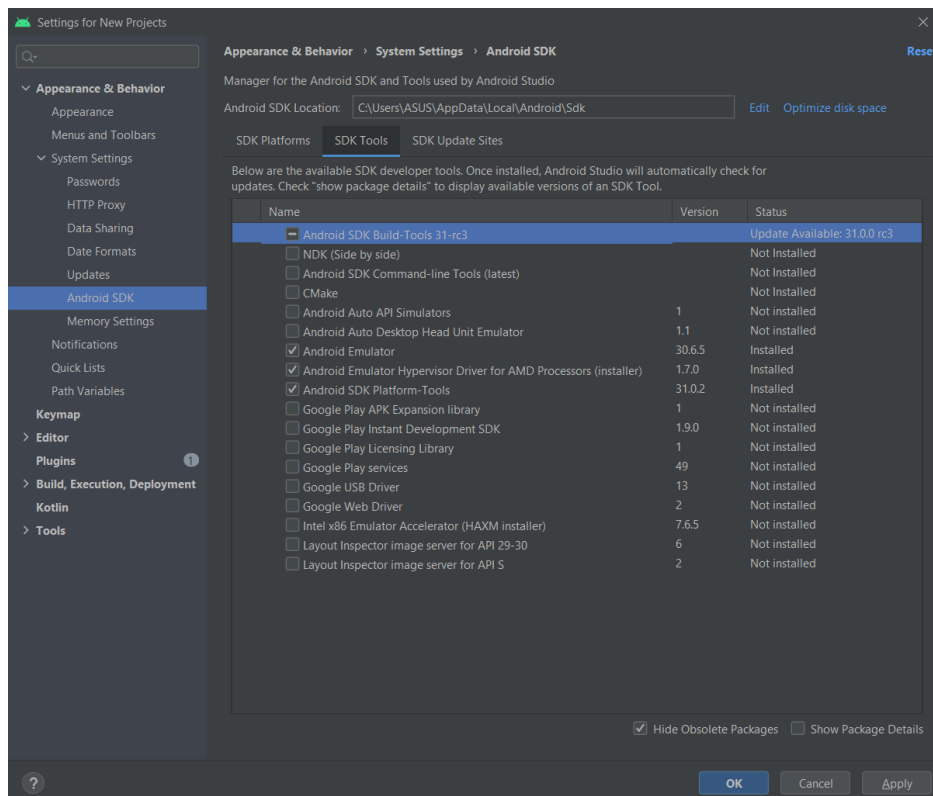 Settings for New Projects
Appearance & Behavior
Appearance
Menus and Toolbars
System Settings
Passwords
HTTP Proxy
Data Sharing
Date Formats
Updates
Android SDK
Memory Settings
Notifications
Quick Lists
Path Variables
Keymap
Editor
Plugins 1
Build, Execution, Deployment
Kotlin
Tools
Appearance & Behavior › System Settings › Android SDK Rese
Manager for the Android SDK and Tools used by Android Studio
Android SDK Location: C:\Users\ASUS\AppData\Local\Android\Sdk Edit Optimize disk space
SDK Platforms SDK Tools SDK Update Sites
Below are the available SDK developer tools. Once installed, Android Studio will automatically check for
updates. Check "show package details" to display available versions of an SDK Tool.
Name Version Status
Android SDK Build-Tools 31-rc3 Update Available: 31.0.0 rc3
NDK (Side by side) Not Installed
Android SDK Command-line Tools (latest) Not Installed
CMake Not Installed
Android Auto API Simulators 1 Not installed
Android Auto Desktop Head Unit Emulator 1.1 Not installed
Android Emulator 30.6.5 Installed
Android Emulator Hypervisor Driver for AMD Processors (installer) 1.7.0 Installed
Android SDK Platform-Tools 31.0.2 Installed
Google Play APK Expansion library 1 Not installed
Google Play Instant Development SDK 1.9.0 Not installed
Google Play Licensing Library 1 Not installed
Google Play services 49 Not installed
Google USB Driver 13 Not installed
Google Web Driver 2 Not installed
Intel x86 Emulator Accelerator (HAXM installer) 7.6.5 Not installed
Layout Inspector image server for API 29-30 6 Not installed
Layout Inspector image server for API S 2 Not installed
Hide Obsolete Packages Show Package Details
? OK Cancel Apply